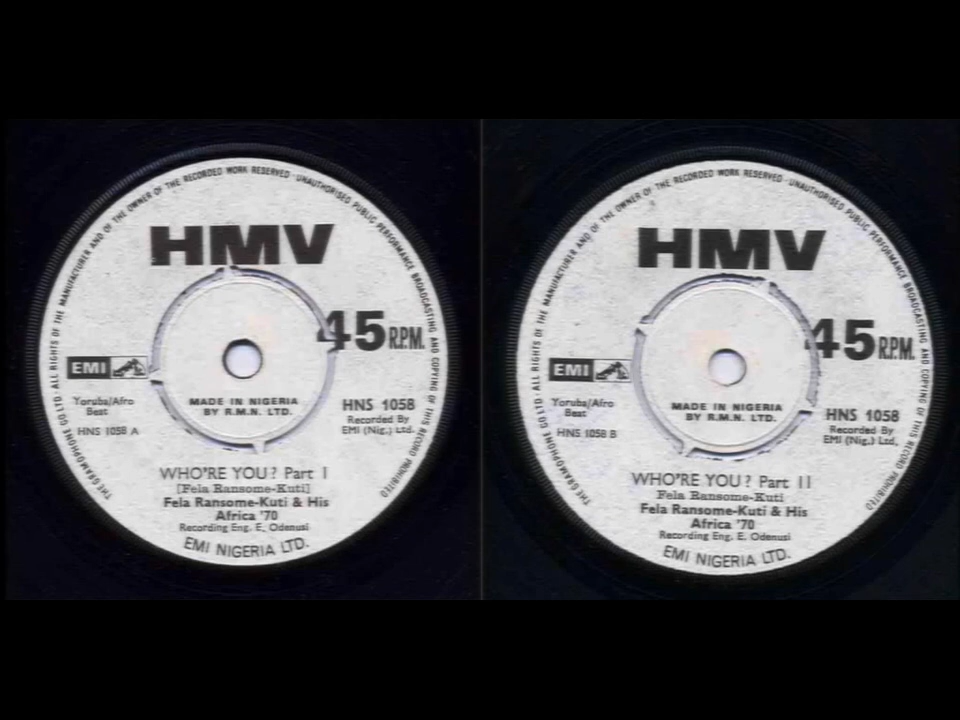 THE GRAMOPHONE CO LTD · ALL RIGHTS OF THE MANUFACTURER AND OF THE OWNER OF THE RECORDED WORK RESERVED · UNAUTHORISED PUBLIC PERFORMANCE BROADCASTING AND COPYING OF THIS RECORD PROHIBITED
HMV
45 R.P.M.
EMI
Yoruba/Afro
Beat
HNS 1058 A
MADE IN NIGERIA
BY R.M.N. LTD.
HNS 1058
Recorded By
EMI (Nig.) Ltd.
WHO'RE YOU? Part I
[Fela Ransome-Kuti]
Fela Ransome-Kuti & His
Africa '70
Recording Eng. E. Odenusi
EMI NIGERIA LTD.
THE GRAMOPHONE CO LTD · ALL RIGHTS OF THE MANUFACTURER AND OF THE OWNER OF THE RECORDED WORK RESERVED · UNAUTHORISED PUBLIC PERFORMANCE BROADCASTING AND COPYING OF THIS RECORD PROHIBITED
HMV
45 R.P.M.
EMI
Yoruba/Afro
Beat
HNS 1058 B
MADE IN NIGERIA
BY R.M.N. LTD.
HNS 1058
Recorded By
EMI (Nig.) Ltd.
WHO'RE YOU? Part II
Fela Ransome-Kuti
Fela Ransome-Kuti & His
Africa '70
Recording Eng. E. Odenusi
EMI NIGERIA LTD.